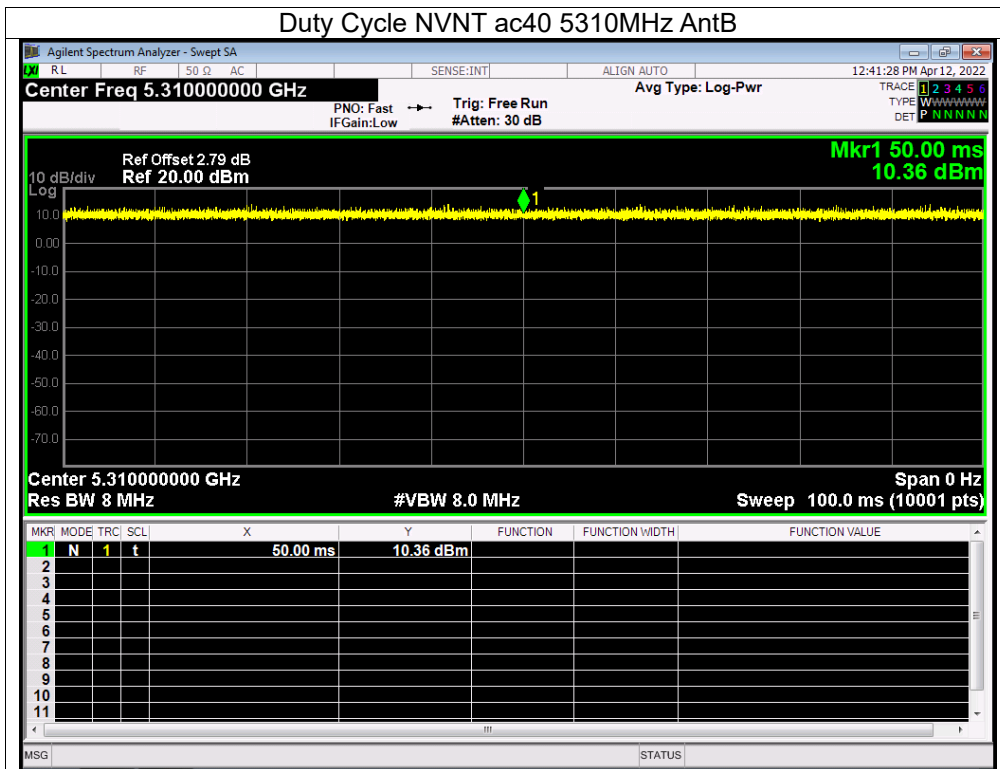 Duty Cycle NVNT ac40 5310MHz AntB
Agilent Spectrum Analyzer - Swept SA
LXI RL RF 50 Ω AC SENSE:INT ALIGN AUTO 12:41:28 PM Apr 12, 2022
Center Freq 5.310000000 GHz Avg Type: Log-Pwr TRACE 1 2 3 4 5 6
PNO: Fast Trig: Free Run TYPE WWWWWWW
IFGain:Low #Atten: 30 dB DET P N N N N N
Mkr1 50.00 ms
Ref Offset 2.79 dB
10 dB/div Ref 20.00 dBm 10.36 dBm
Log
1
10.0
0.00
-10.0
-20.0
-30.0
-40.0
-50.0
-60.0
-70.0
Center 5.310000000 GHz Span 0 Hz
Res BW 8 MHz #VBW 8.0 MHz Sweep 100.0 ms (10001 pts)
MKR MODE TRC SCL X Y FUNCTION FUNCTION WIDTH FUNCTION VALUE
1 N 1 t 50.00 ms 10.36 dBm
2
3
4
5
6
7
8
9
10
11
MSG STATUS